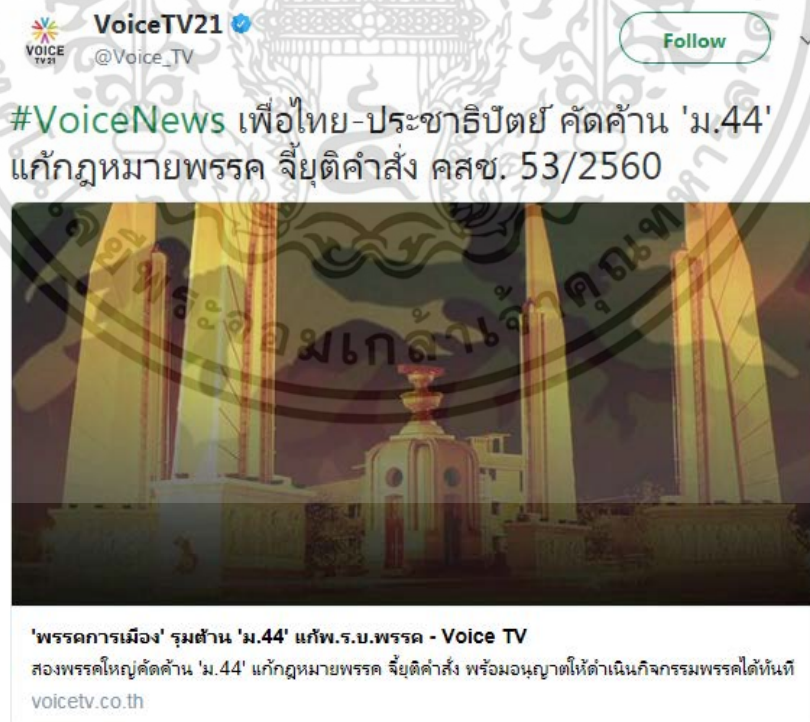 VoiceTV21
@Voice_TV
VOICE
TV21
Follow
#VoiceNews เพื่อไทย-ประชาธิปัตย์ คัดค้าน 'ม.44'
แก้กฎหมายพรรค จี้ยุติคำสั่ง คสช. 53/2560
'พรรคการเมือง' รุมต้าน 'ม.44' แก้พ.ร.บ.พรรค - Voice TV
สองพรรคใหญ่คัดค้าน 'ม.44' แก้กฎหมายพรรค จี้ยุติคำสั่ง พร้อมอนุญาตให้ดำเนินกิจกรรมพรรคได้ทันที
voicetv.co.th